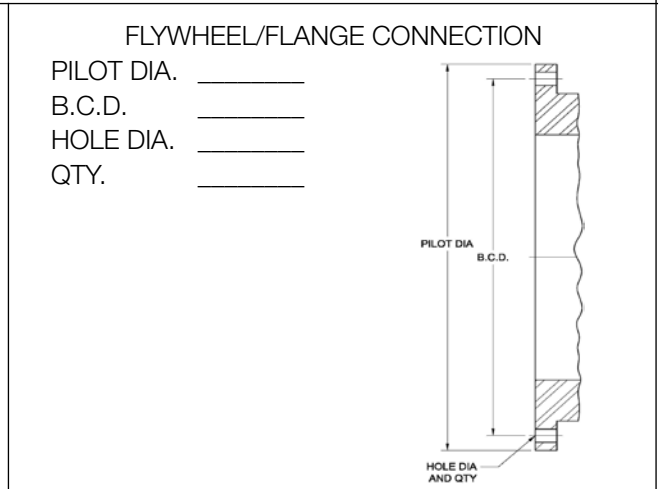 FLYWHEEL/FLANGE CONNECTION
PILOT DIA. ________
B.C.D. ________
HOLE DIA. ________
QTY. ________
PILOT DIA
B.C.D.
HOLE DIA
AND QTY